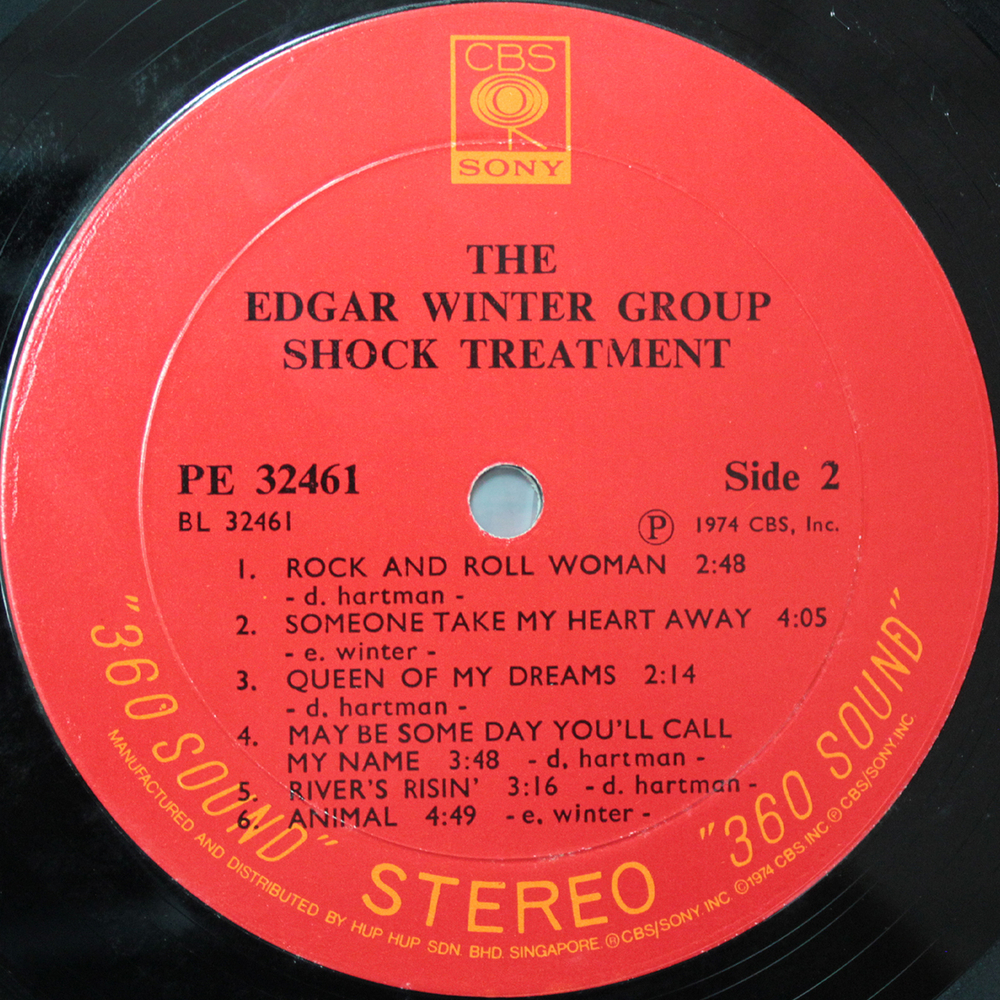 CBS
SONY
THE
EDGAR WINTER GROUP
SHOCK TREATMENT
PE 32461
Side 2
BL 32461
Ⓟ 1974 CBS, Inc.
1. ROCK AND ROLL WOMAN 2:48
- d. hartman -
2. SOMEONE TAKE MY HEART AWAY 4:05
- e. winter -
3. QUEEN OF MY DREAMS 2:14
- d. hartman -
4. MAY BE SOME DAY YOU'LL CALL
MY NAME 3:48 - d. hartman -
5. RIVER'S RISIN' 3:16 - d. hartman -
6. ANIMAL 4:49 - e. winter -
"360 SOUND" STEREO "360 SOUND"
MANUFACTURED AND DISTRIBUTED BY HUP HUP SDN. BHD. SINGAPORE. ®CBS/SONY. INC. ©1974 CBS. INC ®CBS/SONY.INC.